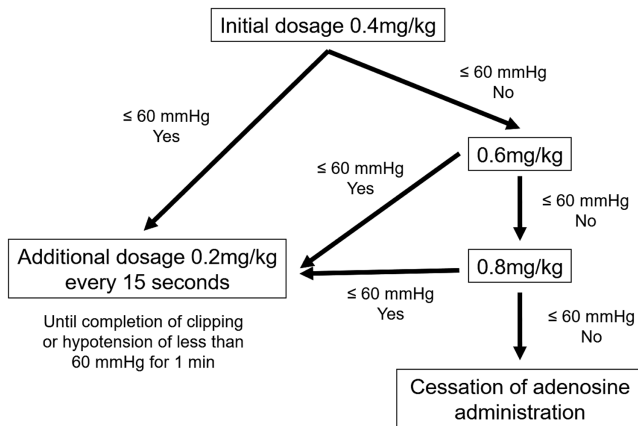 Initial dosage 0.4mg/kg
≤ 60 mmHg
No
≤ 60 mmHg
Yes
0.6mg/kg
≤ 60 mmHg
Yes
≤ 60 mmHg
No
Additional dosage 0.2mg/kg
every 15 seconds
0.8mg/kg
≤ 60 mmHg
Yes
Until completion of clipping
or hypotension of less than
60 mmHg for 1 min
≤ 60 mmHg
No
Cessation of adenosine
administration